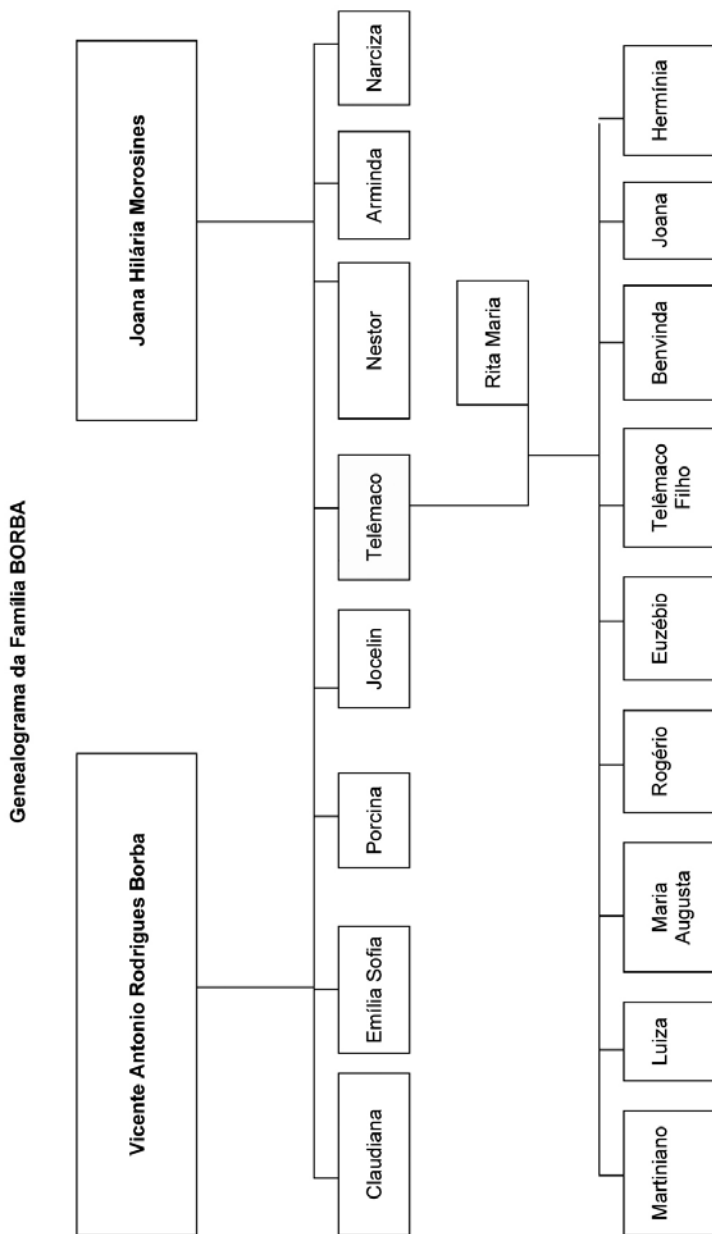 Genealograma da Família BORBA
Vicente Antonio Rodrigues Borba
Joana Hilária Morosines
Claudiana
Emília Sofia
Porcina
Jocelin
Telêmaco
Nestor
Arminda
Narciza
Rita Maria
Martiniano
Luiza
Maria
Augusta
Rogério
Euzébio
Telêmaco
Filho
Benvinda
Joana
Hermínia